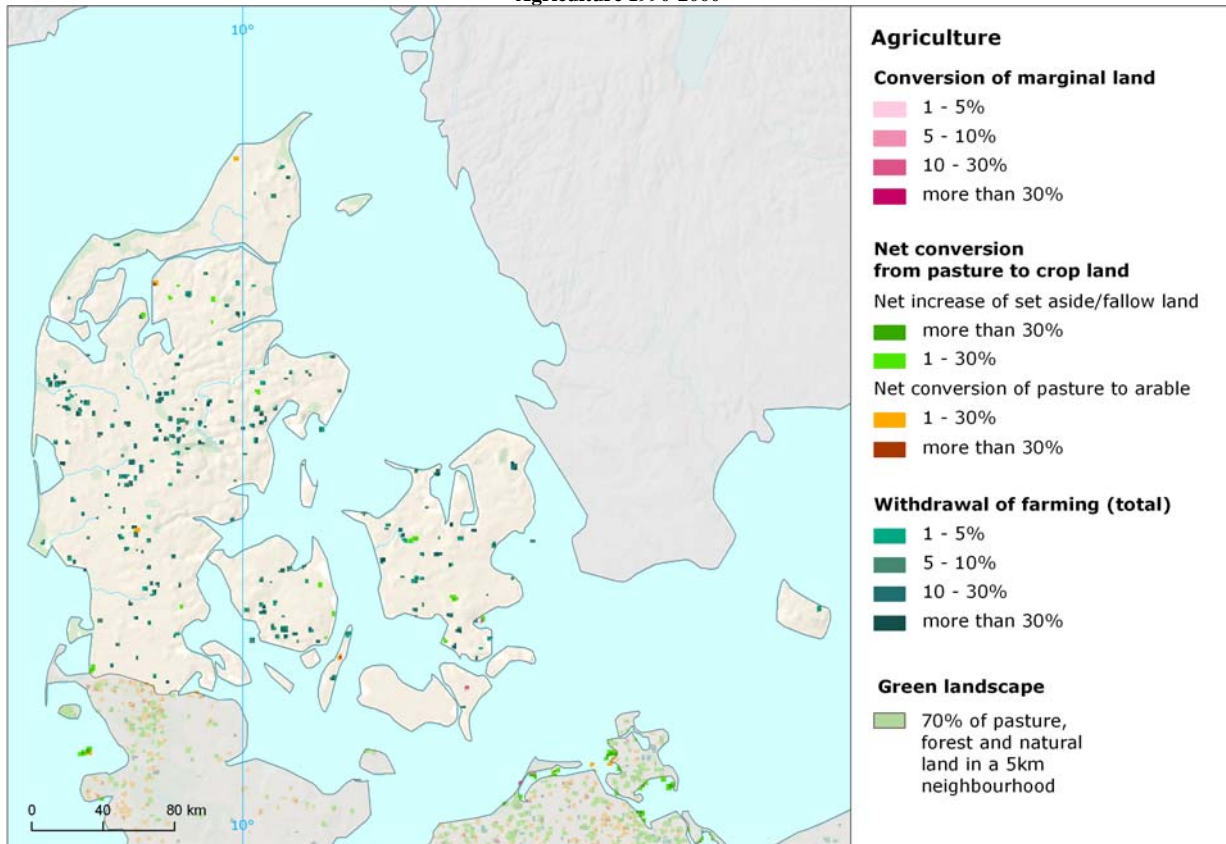 Agriculture 1990-2000
10°
Agriculture
Conversion of marginal land
1 - 5%
5 - 10%
10 - 30%
more than 30%
Net conversion
from pasture to crop land
Net increase of set aside/fallow land
more than 30%
1 - 30%
Net conversion of pasture to arable
1 - 30%
more than 30%
Withdrawal of farming (total)
1 - 5%
5 - 10%
10 - 30%
more than 30%
Green landscape
70% of pasture,
forest and natural
land in a 5km
neighbourhood
0 40 80 km
10°